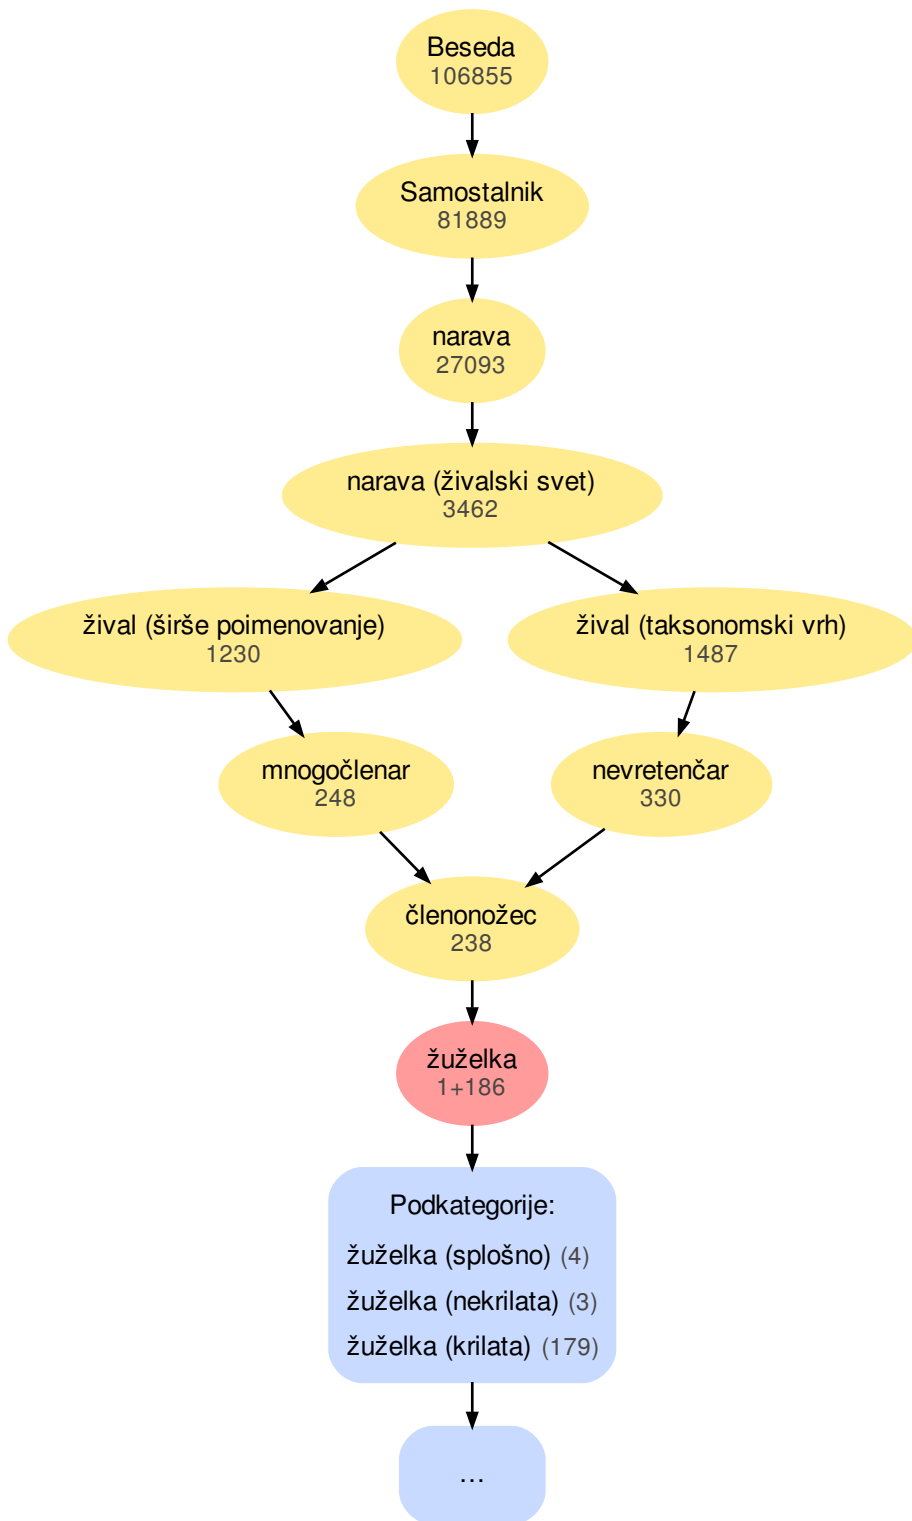 Beseda
106855
Samostalnik
81889
narava
27093
narava (živalski svet)
3462
žival (širše poimenovanje)
1230
žival (taksonomski vrh)
1487
mnogočlenar
248
nevretenčar
330
členonožec
238
žuželka
1+186
Podkategorije:
žuželka (splošno) (4)
žuželka (nekrilata) (3)
žuželka (krilata) (179)
…